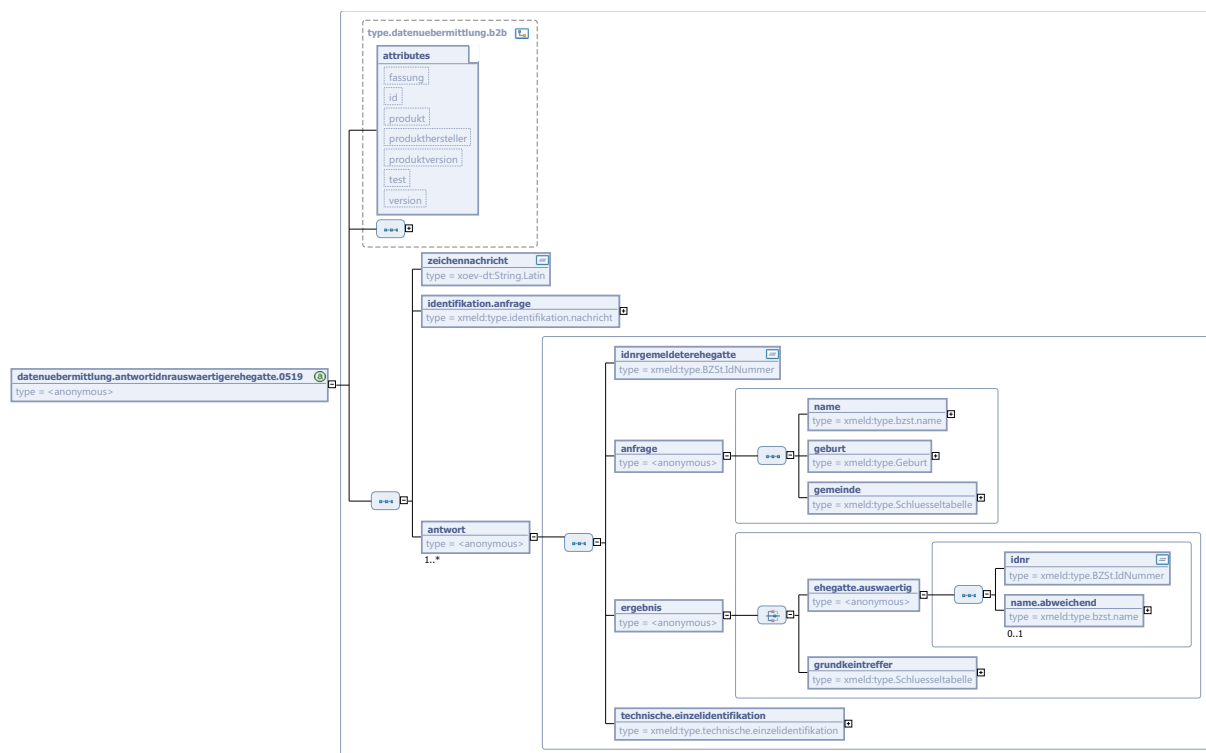 type.datenuebermittlung.b2b
attributes
fassung
id
produkt
produkthersteller
produktversion
test
version
zeichennachricht
type = xoev-dt:String.Latin
identifikation.anfrage
type = xmeld:type.identifikation.nachricht
datenuebermittlung.antwortidnrauswaertigerehegatte.0519
a
type = <anonymous>
idnrgemeldeterehegatte
type = xmeld:type.BZSt.IdNummer
name
type = xmeld:type.bzst.name
anfrage
type = <anonymous>
geburt
type = xmeld:type.Geburt
gemeinde
type = xmeld:type.Schluesseltabelle
antwort
type = <anonymous>
1..*
idnr
type = xmeld:type.BZSt.IdNummer
ehegatte.auswaertig
type = <anonymous>
name.abweichend
type = xmeld:type.bzst.name
0..1
ergebnis
type = <anonymous>
grundkeintreffer
type = xmeld:type.Schluesseltabelle
technische.einzelidentifikation
type = xmeld:type.technische.einzelidentifikation